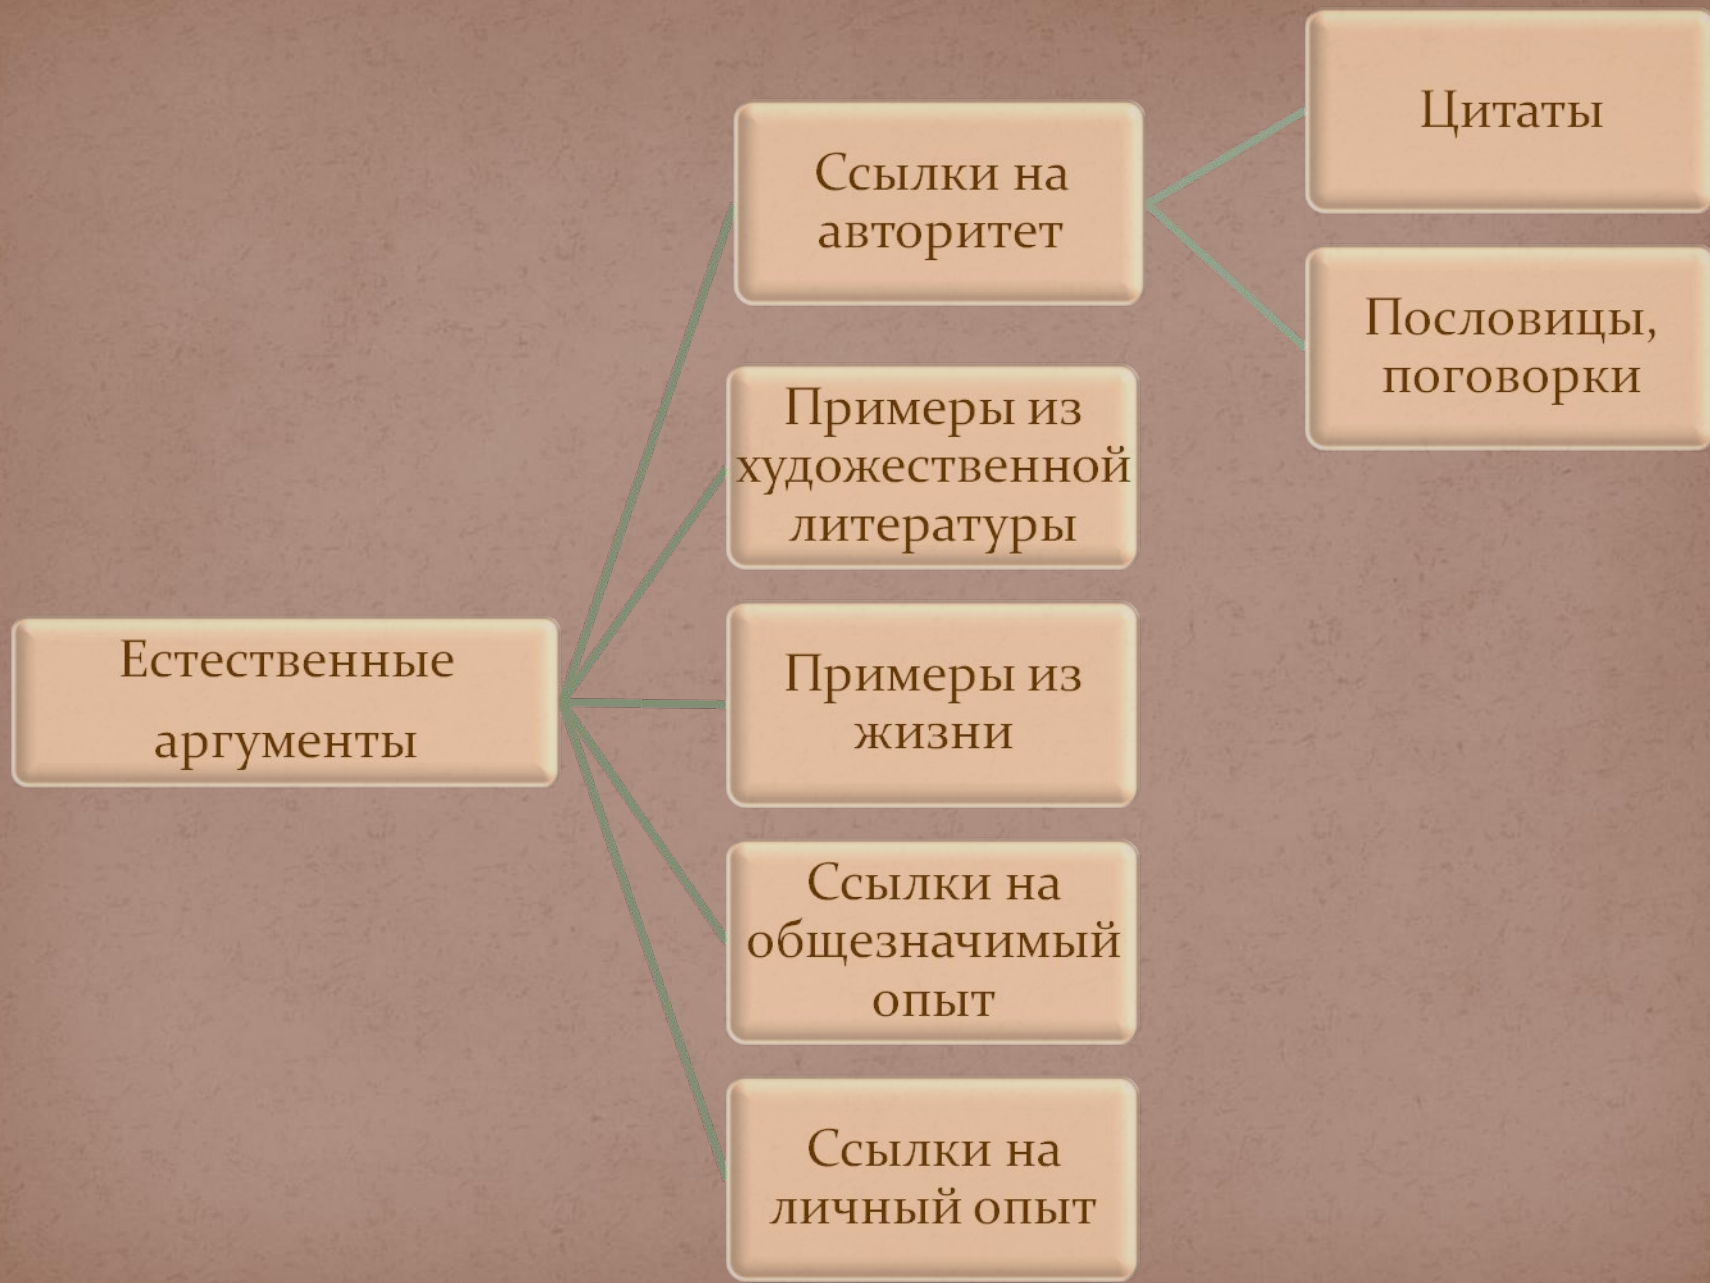 Естественные
аргументы
Ссылки на
авторитет
Цитаты
Пословицы,
поговорки
Примеры из
художественной
литературы
Примеры из
жизни
Ссылки на
общезначимый
опыт
Ссылки на
личный опыт